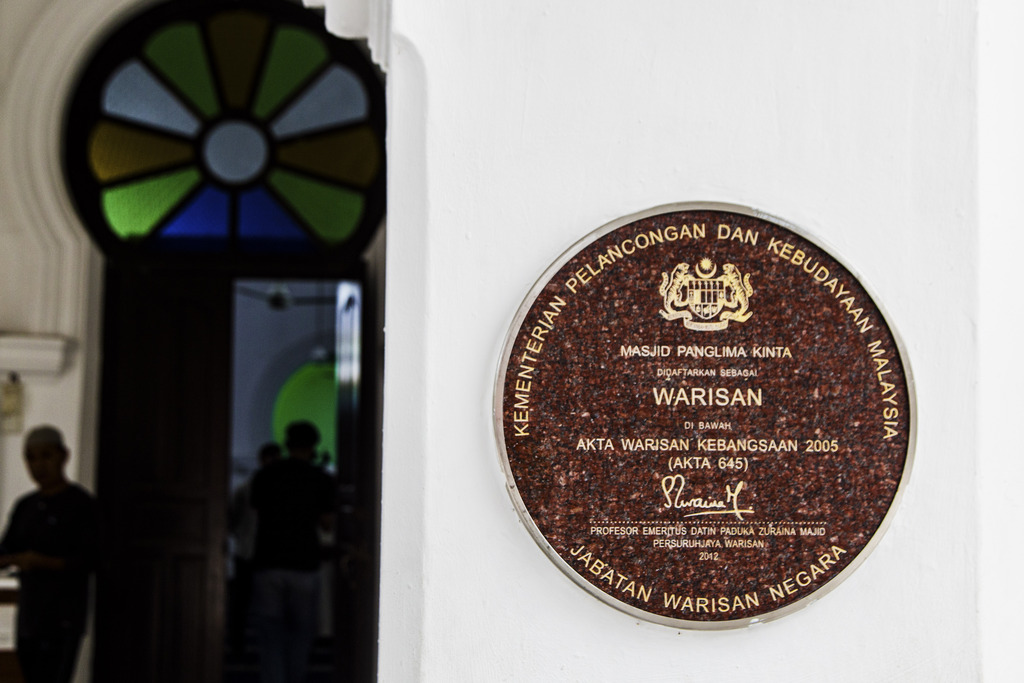 KEMENTERIAN PELANCONGAN DAN KEBUDAYAAN MALAYSIA
MASJID PANGLIMA KINTA
DIDAFTARKAN SEBAGAI
WARISAN
DI BAWAH
AKTA WARISAN KEBANGSAAN 2005
(AKTA 645)
PROFESOR EMERITUS DATIN PADUKA ZURAINA MAJID
PERSURUHJAYA WARISAN
2012
JABATAN WARISAN NEGARA